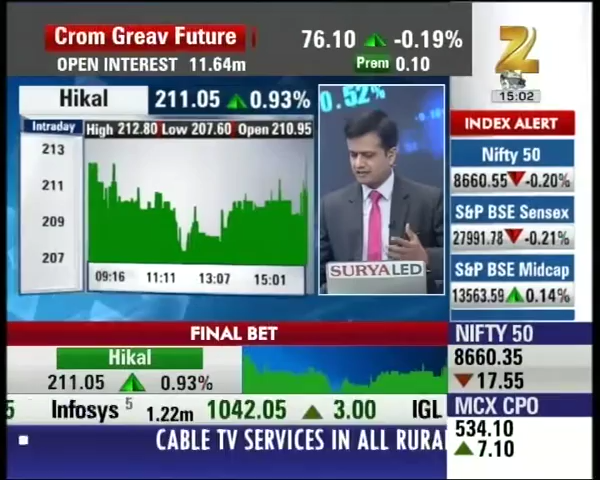 Crom Greav Future
76.10 -0.19%
OPEN INTEREST 11.64m
Prem 0.10
15:02
Hikal
211.05 0.93%
Intraday
High 212.80 Low 207.60 Open 210.95
213
211
209
207
09:16 11:11 13:07 15:01
0.52%
SURYA LED
INDEX ALERT
Nifty 50
8660.55 -0.20%
S&P BSE Sensex
27991.78 -0.21%
S&P BSE Midcap
13563.59 0.14%
FINAL BET
Hikal
211.05 0.93%
NIFTY 50
8660.35
17.55
MCX CPO
534.10
7.10
5 Infosys 5 1.22m 1042.05 3.00 IGL
CABLE TV SERVICES IN ALL RURA